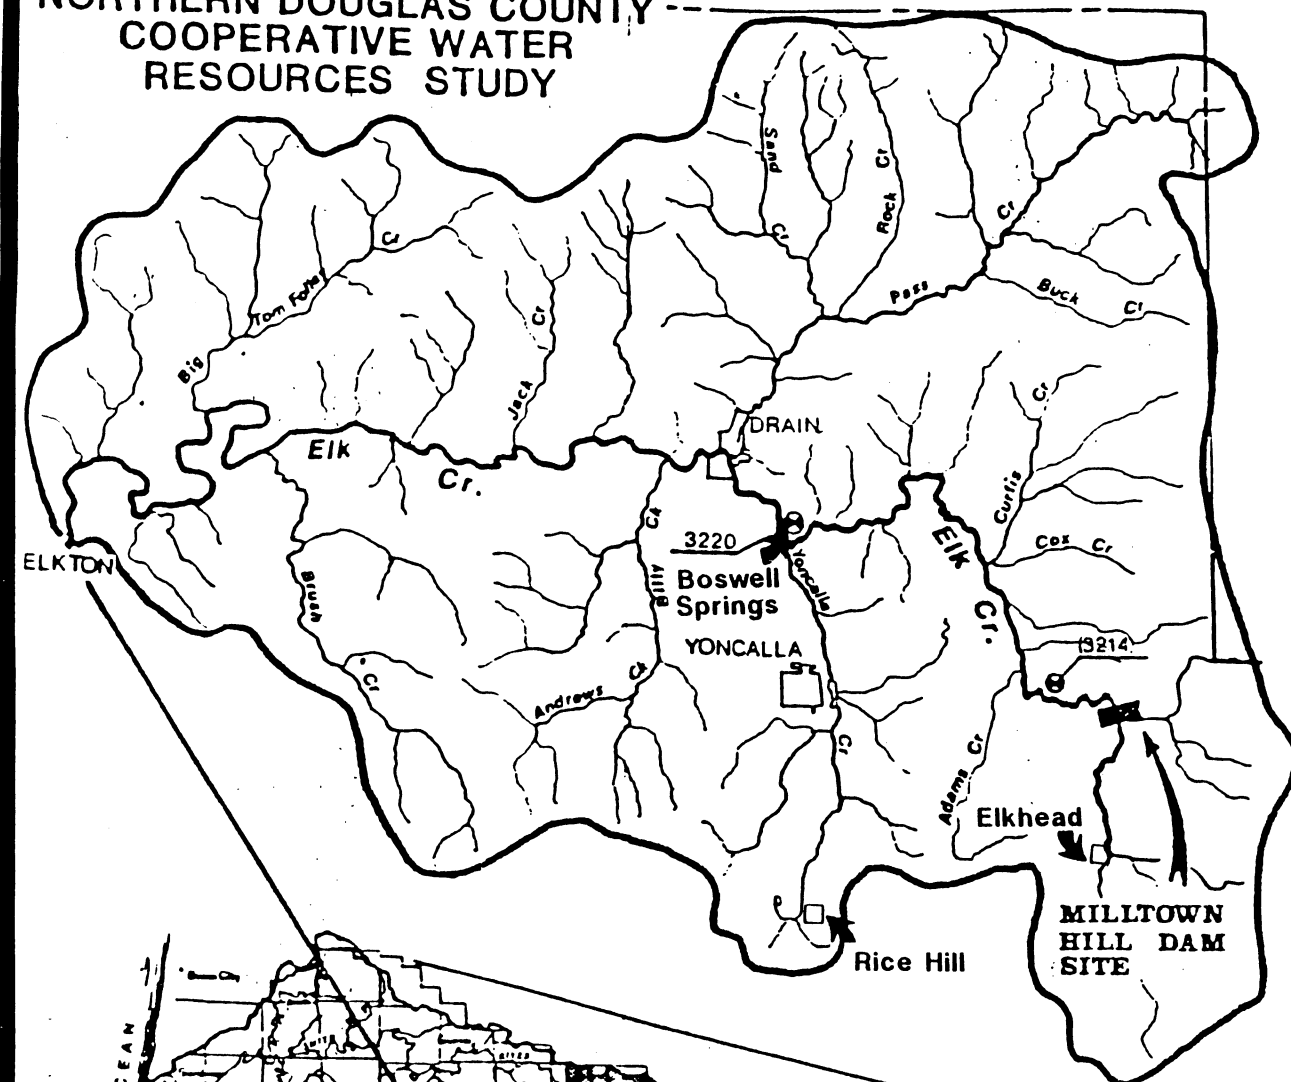 NORTHERN DOUGLAS COUNTY
COOPERATIVE WATER
RESOURCES STUDY
Sand
Cr
Rock
Cr
Cr
Pass
Buck
Cr
Big
Tom Folley
Cr
Jack
Cr
DRAIN
Elk
Cr.
Curtis
Cr
Cox Cr
Elk
Cr.
ELKTON
3220
Boswell
Springs
Yoncalla
Cr
YONCALLA
Brush
Cr
Billy
Ck
Andrews Ck
3214
Adams Cr
Elkhead
MILLTOWN
HILL DAM
SITE
Rice Hill